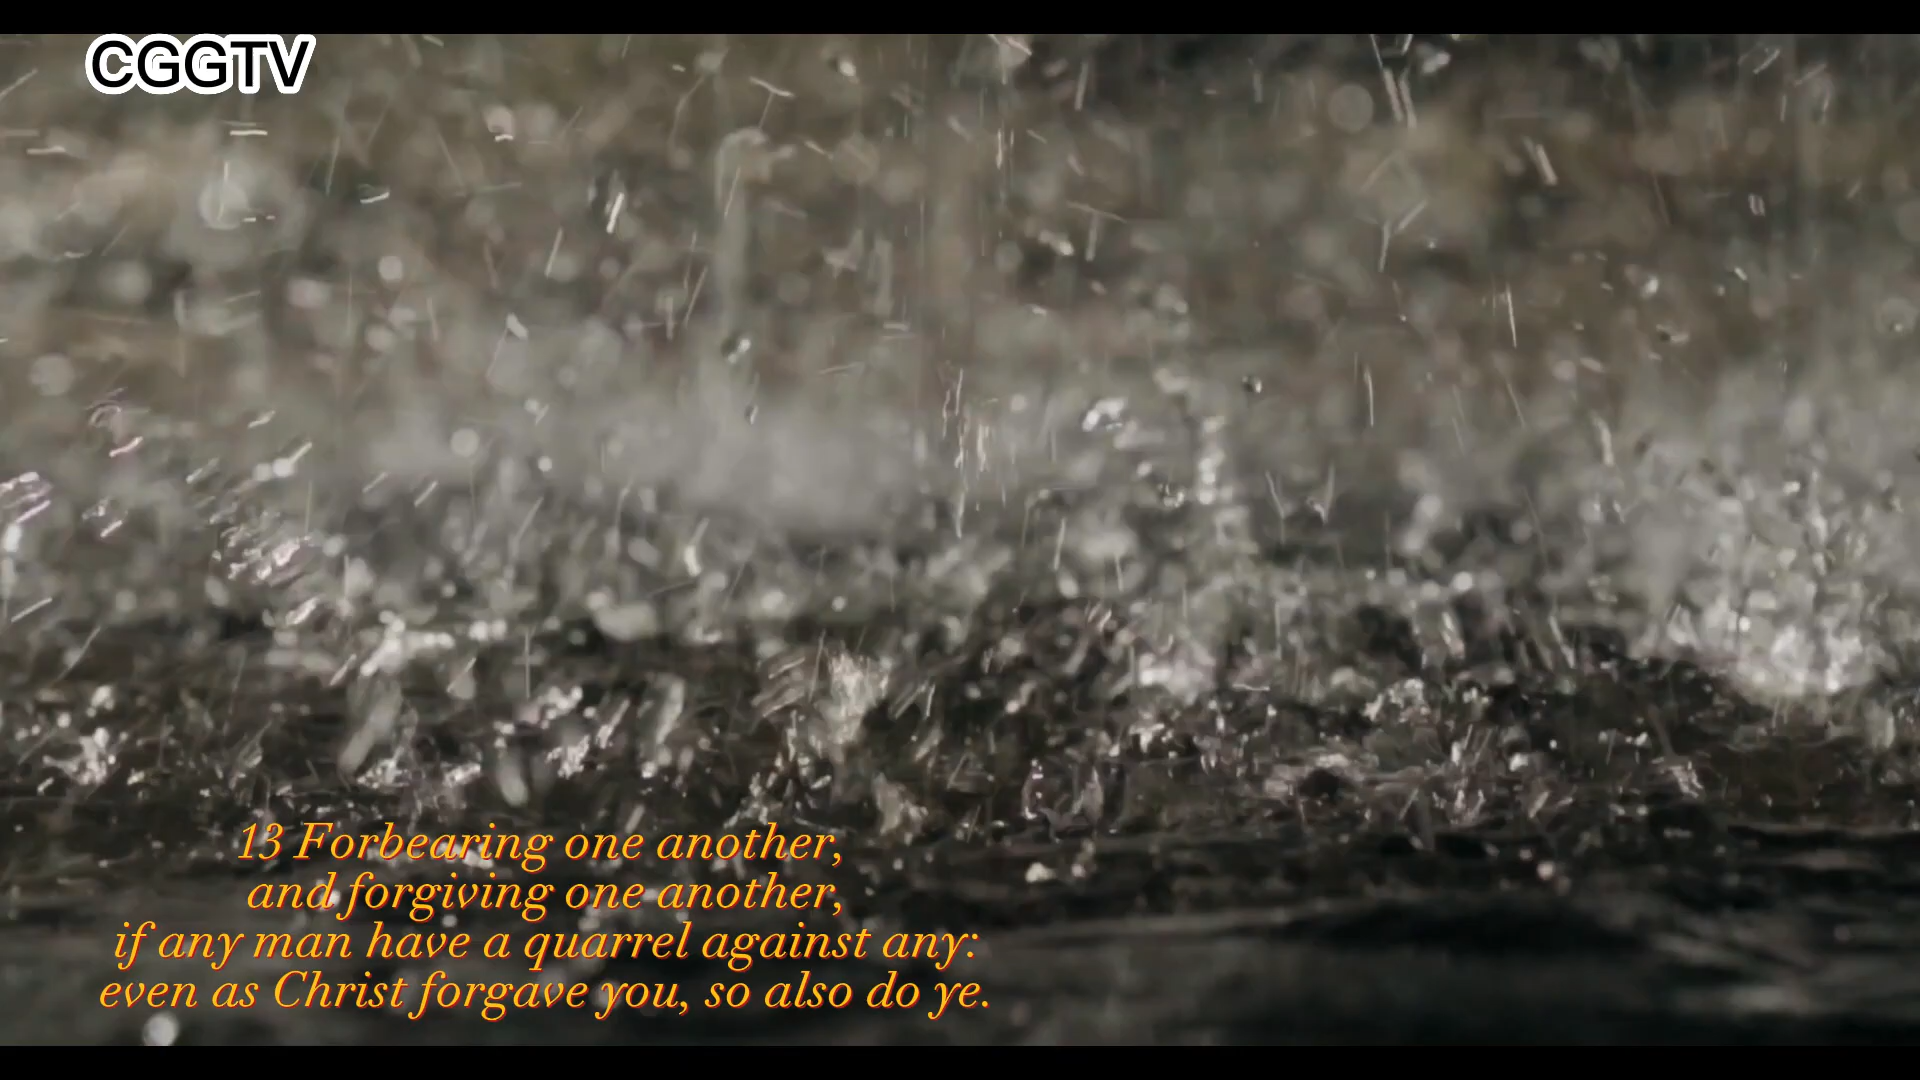 CGGTV
13 Forbearing one another,
and forgiving one another,
if any man have a quarrel against any:
even as Christ forgave you, so also do ye.